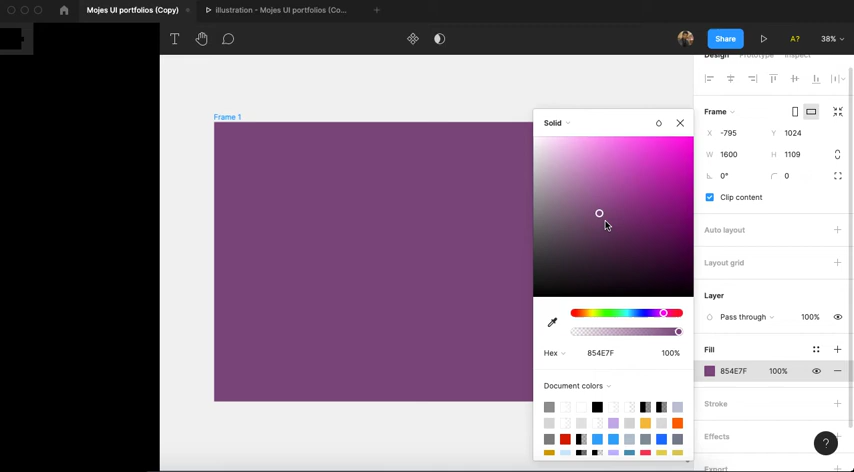 Mojes UI portfolios (Copy)
illustration - Mojes UI portfolios (Co...
Share
A?
38%
Design Prototype Inspect
Frame 1
Solid
Frame
X -795 Y 1024
W 1600 H 1109
0° 0
Clip content
Auto layout
Layout grid
Layer
Pass through 100%
Hex 854E7F 100%
Fill
854E7F 100%
Document colors
Stroke
Effects
Export
?